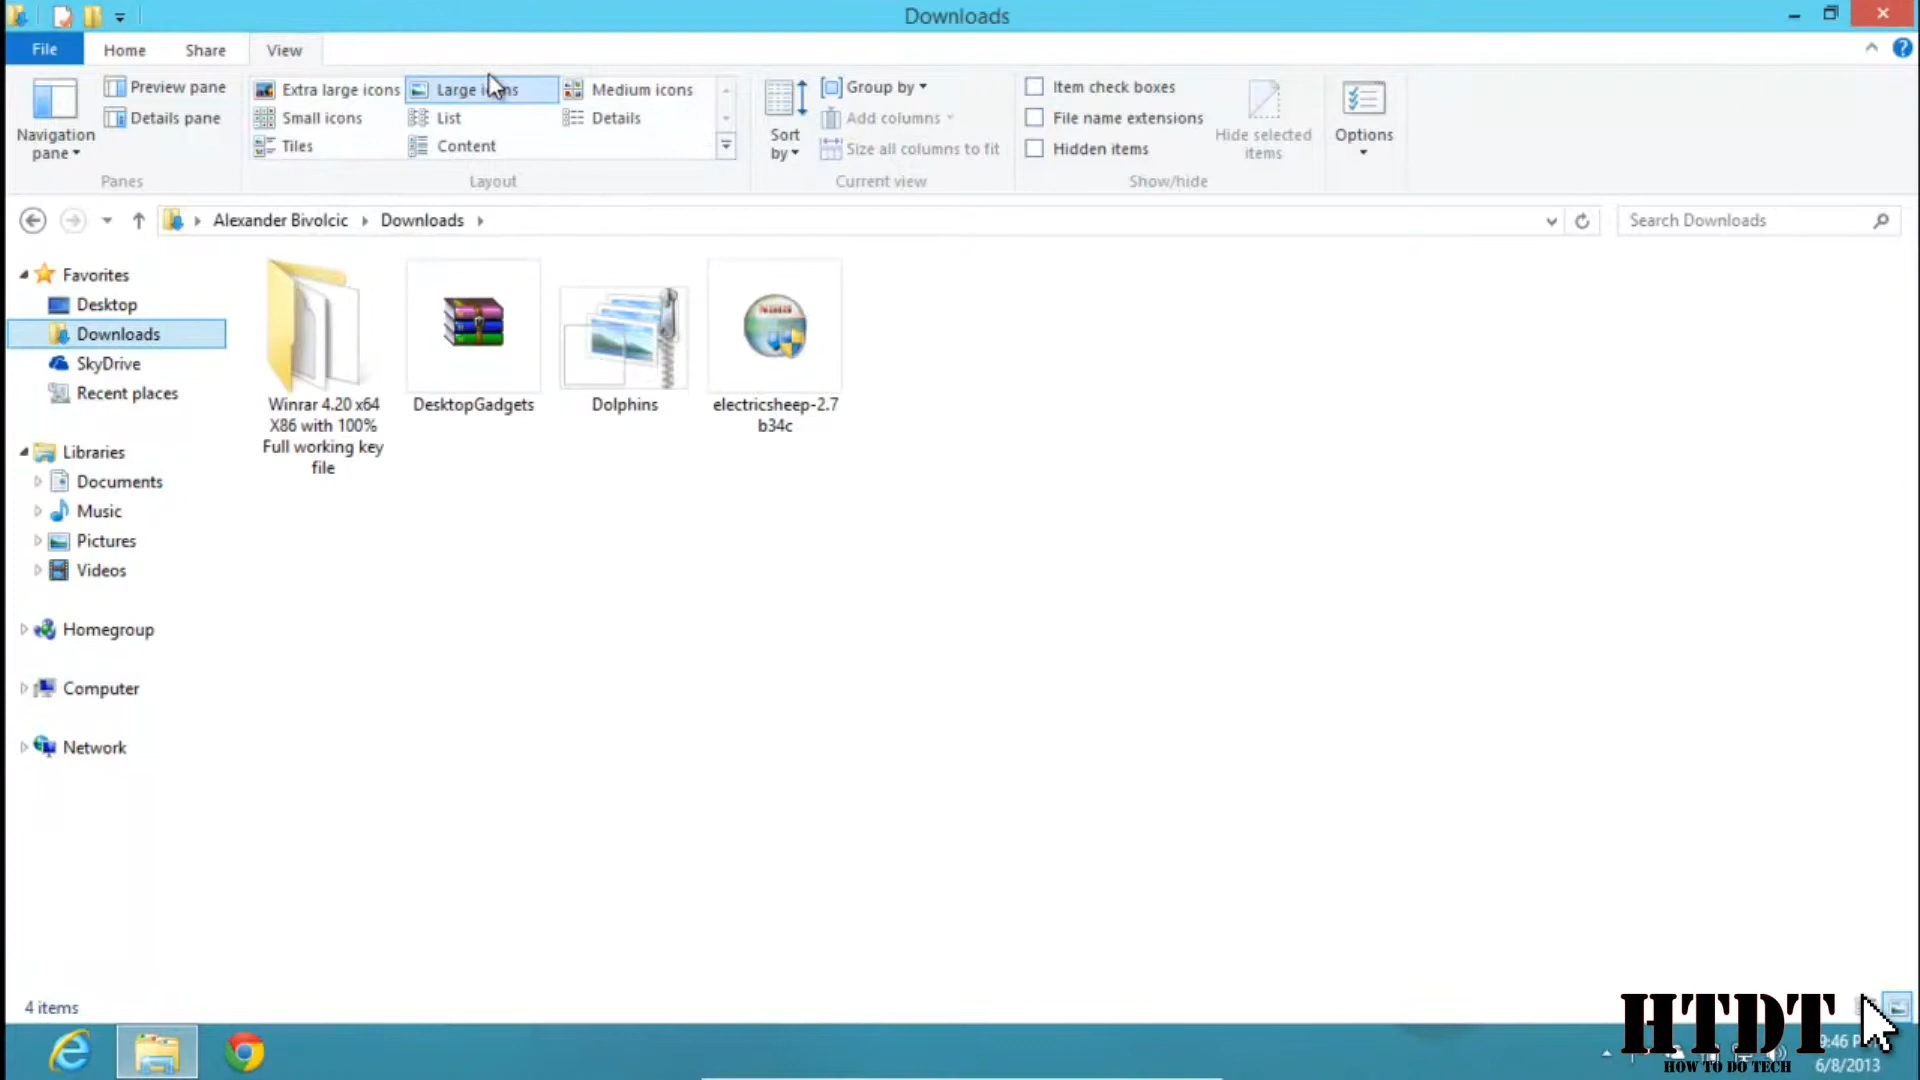 Downloads
File Home Share View
Navigation pane
Preview pane
Details pane
Panes
Extra large icons Large icons Medium icons
Small icons List Details
Tiles Content
Layout
Sort by
Group by
Add columns
Size all columns to fit
Current view
Item check boxes
File name extensions
Hidden items
Hide selected items
Show/hide
Options
Alexander Bivolcic Downloads
Search Downloads
Favorites
Desktop
Downloads
SkyDrive
Recent places
Libraries
Documents
Music
Pictures
Videos
Homegroup
Computer
Network
Winrar 4.20 x64
X86 with 100%
Full working key
file
DesktopGadgets
Dolphins
electricsheep-2.7
b34c
4 items
HTDT
HOW TO DO TECH
9:46
6/8/2013